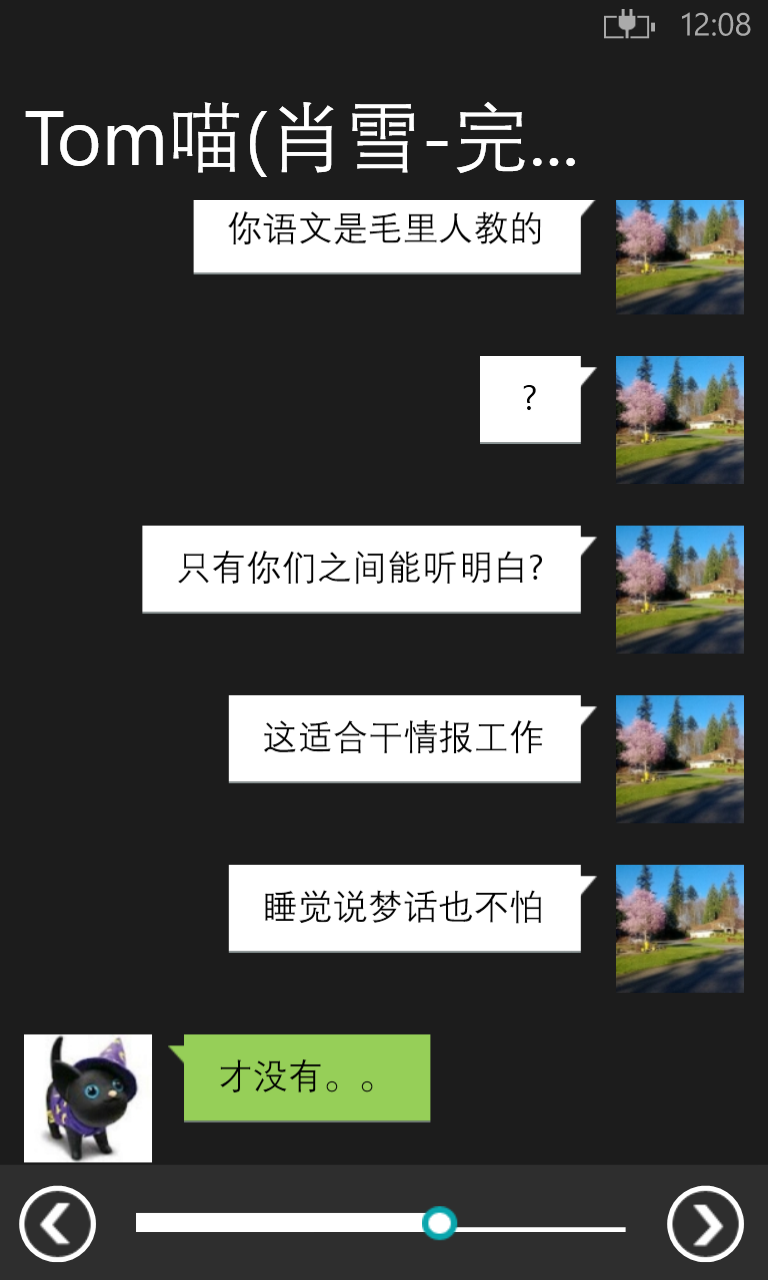 12:08
Tom喵(肖雪-完...
你语文是毛里人教的
?
只有你们之间能听明白?
这适合干情报工作
睡觉说梦话也不怕
才没有。。